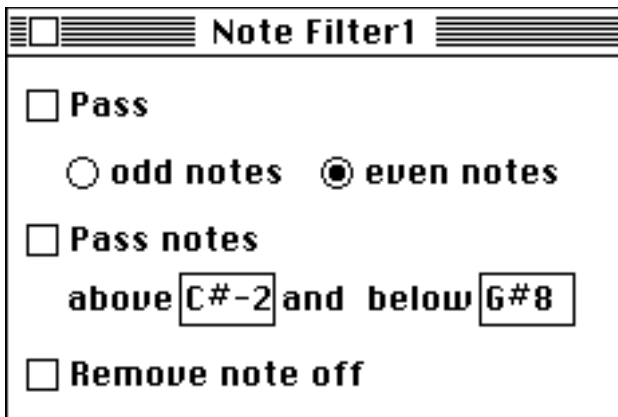 Note Filter1
Pass
odd notes even notes
Pass notes
above C#-2 and below G#8
Remove note off